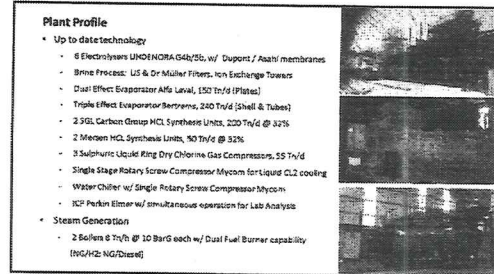 Plant Profile
• Up to date technology
- 6 Electrolysers UHDENORA G4b/5b, w/ Dupont / Asahi membranes
- Brine Process: US & Dr Müller Filters, Ion Exchange Towers
- Dual Effect Evaporator Alfa Laval, 150 Tn/d (Plates)
- Triple Effect Evaporator Bertrams, 240 Tn/d (Shell & Tubes)
- 2 SGL Carbon Group HCL Synthesis Units, 200 Tn/d @ 32%
- 2 Mersen HCL Synthesis Units, 50 Tn/d @ 32%
- 3 Sulphuric Liquid Ring Dry Chlorine Gas Compressors, 55 Tn/d
- Single Stage Rotary Screw Compressor Mycom for Liquid CL2 cooling
- Water Chiller w/ Single Rotary Screw Compressor Mycom
- ICP Perkin Elmer w/ simultaneous operation for Lab Analysis
• Steam Generation
- 2 Boilers 8 Tn/h @ 10 BarG each w/ Dual Fuel Burner capability
(NG/H2; NG/Diesel)